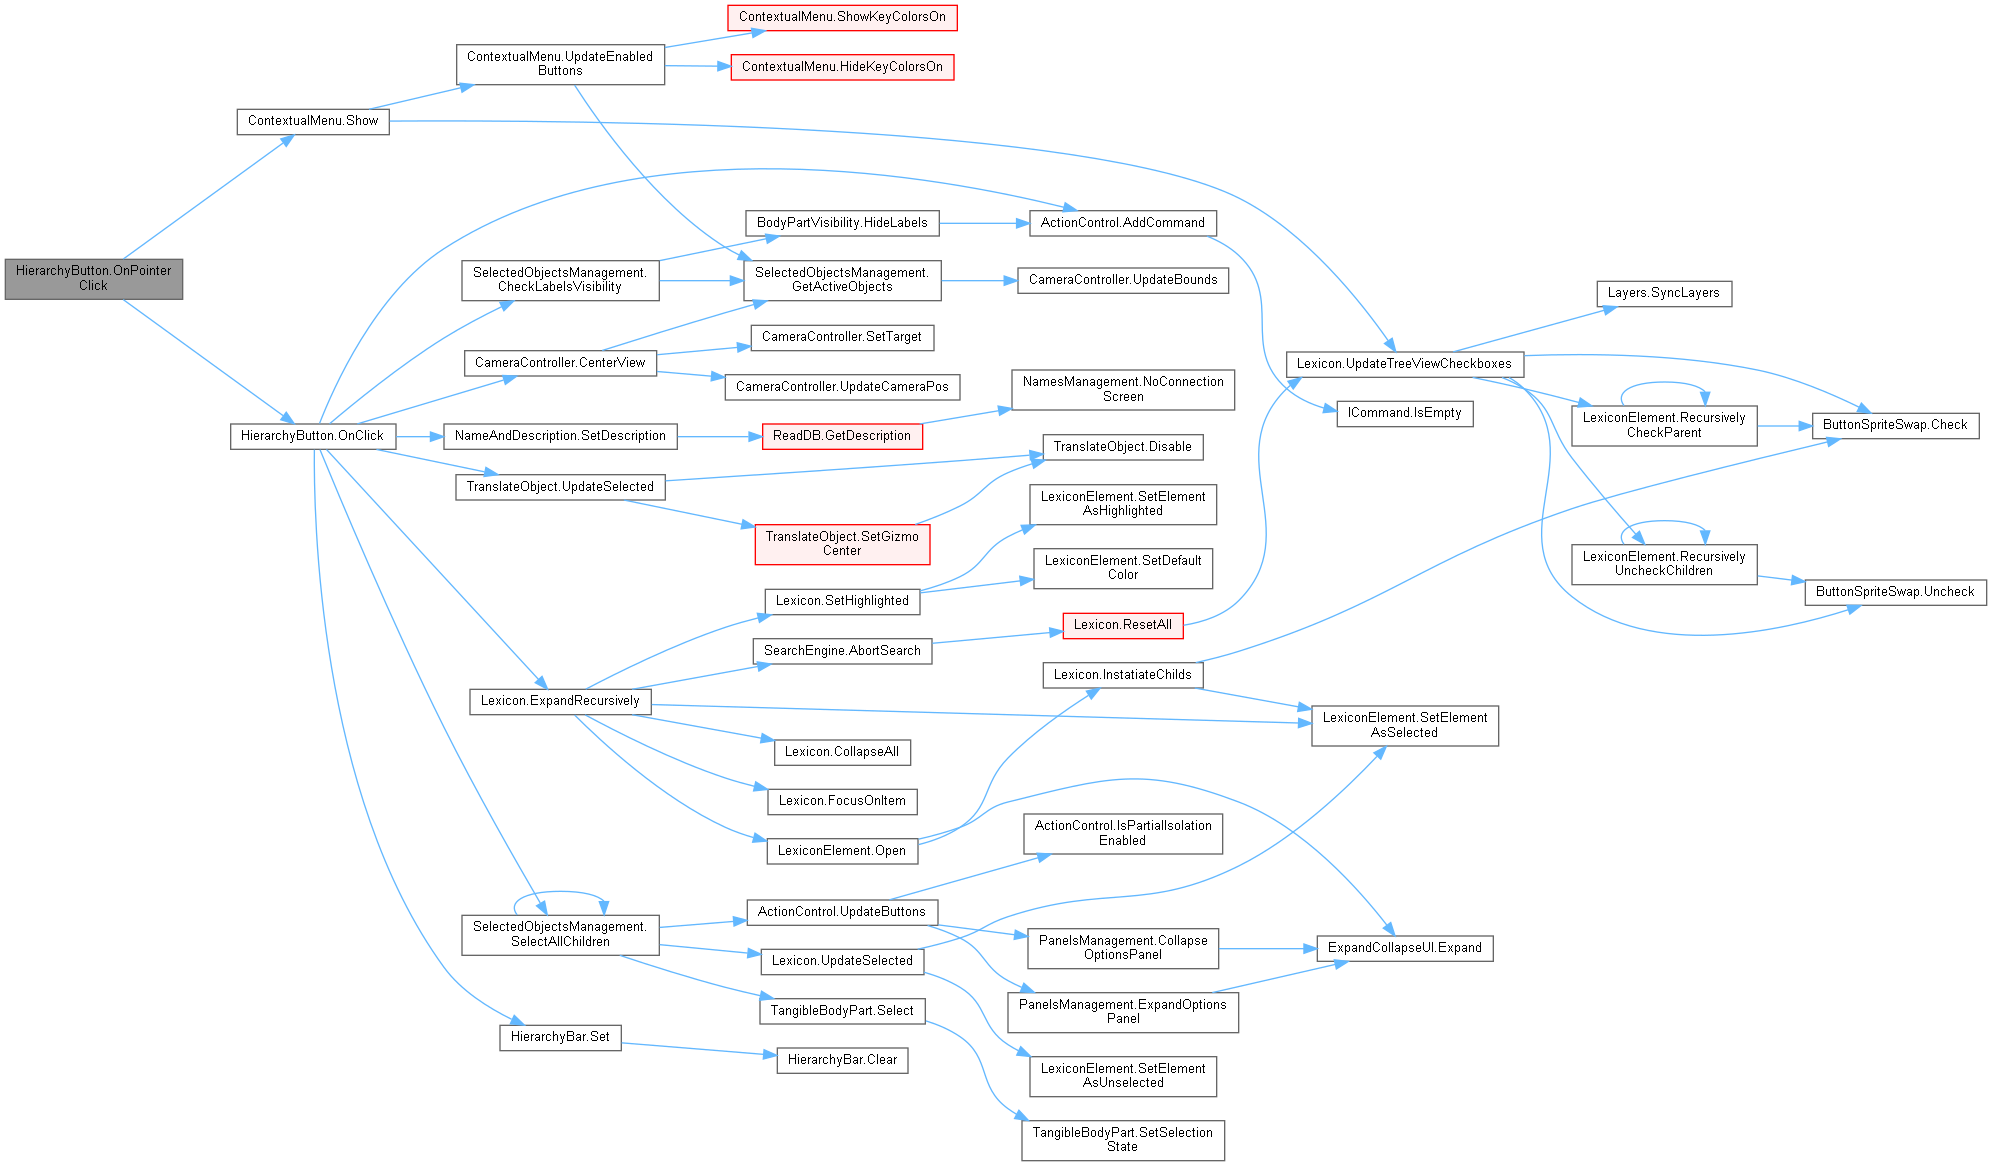 HierarchyButton.OnPointer
Click
ContextualMenu.Show
HierarchyButton.OnClick
ContextualMenu.UpdateEnabled
Buttons
SelectedObjectsManagement.
CheckLabelsVisibility
CameraController.CenterView
NameAndDescription.SetDescription
TranslateObject.UpdateSelected
Lexicon.ExpandRecursively
SelectedObjectsManagement.
SelectAllChildren
HierarchyBar.Set
ContextualMenu.ShowKeyColorsOn
ContextualMenu.HideKeyColorsOn
BodyPartVisibility.HideLabels
SelectedObjectsManagement.
GetActiveObjects
CameraController.SetTarget
CameraController.UpdateCameraPos
ReadDB.GetDescription
TranslateObject.SetGizmo
Center
Lexicon.SetHighlighted
SearchEngine.AbortSearch
Lexicon.CollapseAll
Lexicon.FocusOnItem
LexiconElement.Open
ActionControl.UpdateButtons
Lexicon.UpdateSelected
TangibleBodyPart.Select
HierarchyBar.Clear
ActionControl.AddCommand
CameraController.UpdateBounds
NamesManagement.NoConnection
Screen
TranslateObject.Disable
LexiconElement.SetElement
AsHighlighted
LexiconElement.SetDefault
Color
Lexicon.ResetAll
Lexicon.InstatiateChilds
ActionControl.IsPartialIsolation
Enabled
PanelsManagement.Collapse
OptionsPanel
PanelsManagement.ExpandOptions
Panel
LexiconElement.SetElement
AsUnselected
TangibleBodyPart.SetSelection
State
Lexicon.UpdateTreeViewCheckboxes
ICommand.IsEmpty
LexiconElement.SetElement
AsSelected
ExpandCollapseUI.Expand
Layers.SyncLayers
LexiconElement.Recursively
CheckParent
LexiconElement.Recursively
UncheckChildren
ButtonSpriteSwap.Check
ButtonSpriteSwap.Uncheck